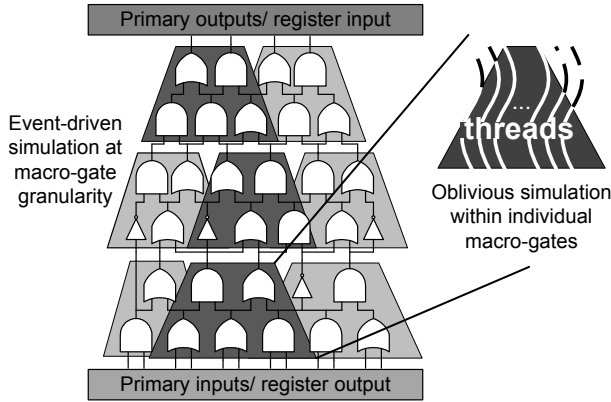 Primary outputs/ register input
Event-driven
simulation at
macro-gate
granularity
...
threads
Oblivious simulation
within individual
macro-gates
Primary inputs/ register output